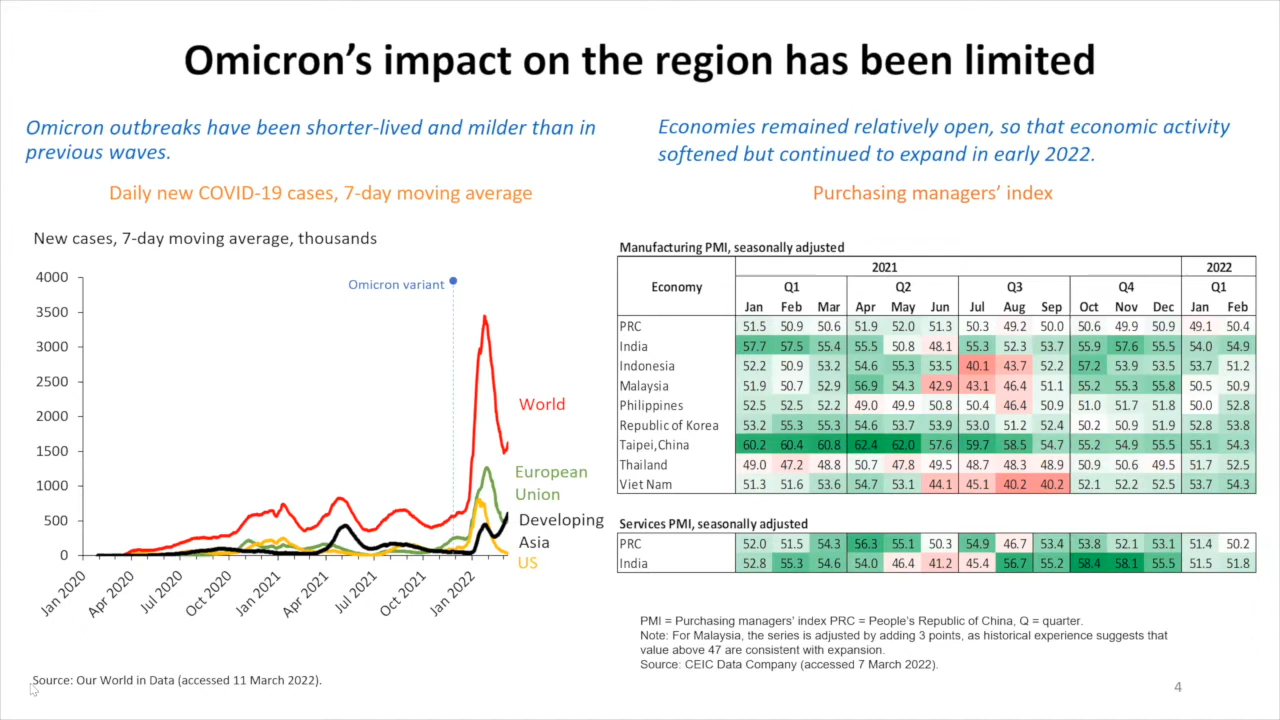 Omicron’s impact on the region has been limited
Omicron outbreaks have been shorter-lived and milder than in
previous waves.
Daily new COVID-19 cases, 7-day moving average
New cases, 7-day moving average, thousands
4000
3500
3000
2500
2000
1500
1000
500
0
Omicron variant
World
European
Union
Developing
Asia
US
Jan 2020
Apr 2020
Jul 2020
Oct 2020
Jan 2021
Apr 2021
Jul 2021
Oct 2021
Jan 2022
Source: Our World in Data (accessed 11 March 2022).
Economies remained relatively open, so that economic activity
softened but continued to expand in early 2022.
Purchasing managers’ index
Manufacturing PMI, seasonally adjusted
2021 2022
Economy Q1 Q2 Q3 Q4 Q1
Jan Feb Mar Apr May Jun Jul Aug Sep Oct Nov Dec Jan Feb
PRC 51.5 50.9 50.6 51.9 52.0 51.3 50.3 49.2 50.0 50.6 49.9 50.9 49.1 50.4
India 57.7 57.5 55.4 55.5 50.8 48.1 55.3 52.3 53.7 55.9 57.6 55.5 54.0 54.9
Indonesia 52.2 50.9 53.2 54.6 55.3 53.5 40.1 43.7 52.2 57.2 53.9 53.5 53.7 51.2
Malaysia 51.9 50.7 52.9 56.9 54.3 42.9 43.1 46.4 51.1 55.2 55.3 55.8 50.5 50.9
Philippines 52.5 52.5 52.2 49.0 49.9 50.8 50.4 46.4 50.9 51.0 51.7 51.8 50.0 52.8
Republic of Korea 53.2 55.3 55.3 54.6 53.7 53.9 53.0 51.2 52.4 50.2 50.9 51.9 52.8 53.8
Taipei,China 60.2 60.4 60.8 62.4 62.0 57.6 59.7 58.5 54.7 55.2 54.9 55.5 55.1 54.3
Thailand 49.0 47.2 48.8 50.7 47.8 49.5 48.7 48.3 48.9 50.9 50.6 49.5 51.7 52.5
Viet Nam 51.3 51.6 53.6 54.7 53.1 44.1 45.1 40.2 40.2 52.1 52.2 52.5 53.7 54.3
Services PMI, seasonally adjusted
PRC 52.0 51.5 54.3 56.3 55.1 50.3 54.9 46.7 53.4 53.8 52.1 53.1 51.4 50.2
India 52.8 55.3 54.6 54.0 46.4 41.2 45.4 56.7 55.2 58.4 58.1 55.5 51.5 51.8
PMI = Purchasing managers’ index PRC = People’s Republic of China, Q = quarter.
Note: For Malaysia, the series is adjusted by adding 3 points, as historical experience suggests that
value above 47 are consistent with expansion.
Source: CEIC Data Company (accessed 7 March 2022).
4